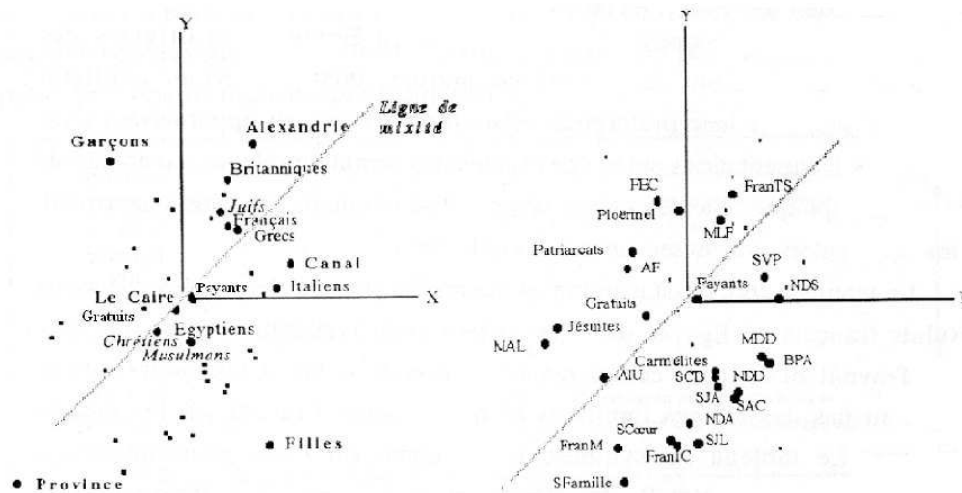 Y
Ligne de
mixité
Alexandrie
Garçons
Britanniques
Juifs
Français
Grecs
Canal
Italiens
Payants
Le Caire
X
Gratuits
Egyptiens
Chrétiens
Musulmans
Filles
Province
Y
FEC
FranTS
Ploërmel
MLF
Patriarcats
SVP
AF
Payants
NDS
Gratuits
Jésuites
NAL
MDD
Carmélites
BPA
AIU
SCB
NDD
SJA
SAC
NDA
SCœur
SJL
FranM
FranIC
SFamille